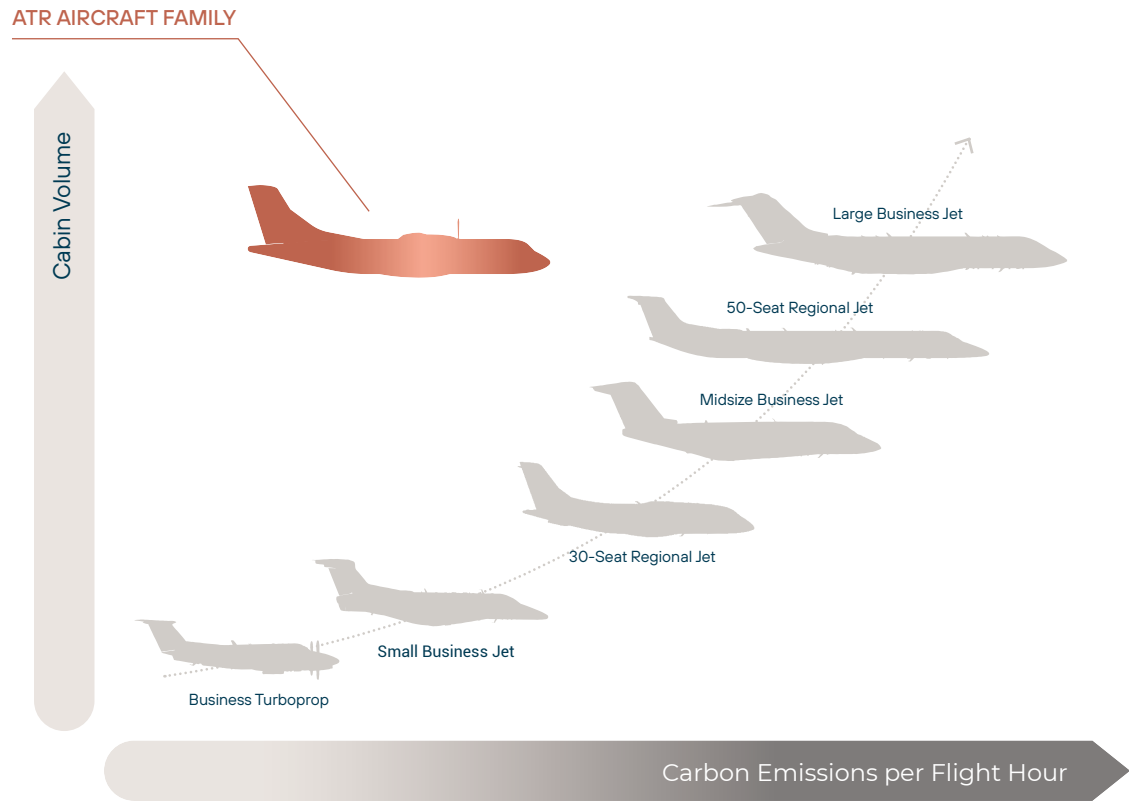 ATR AIRCRAFT FAMILY
Cabin Volume
Large Business Jet
50-Seat Regional Jet
Midsize Business Jet
30-Seat Regional Jet
Small Business Jet
Business Turboprop
Carbon Emissions per Flight Hour